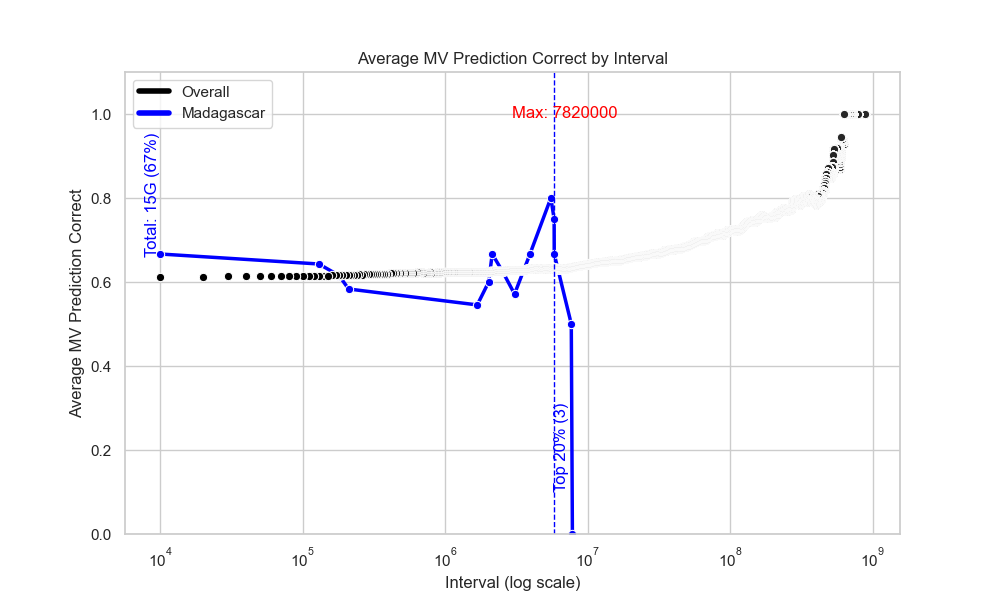 Average MV Prediction Correct by Interval
Overall
Madagascar
Max: 7820000
Total: 15G (67%)
Top 20% (3)
Average MV Prediction Correct
1.0
0.8
0.6
0.4
0.2
0.0
10^4
10^5
10^6
10^7
10^8
10^9
Interval (log scale)